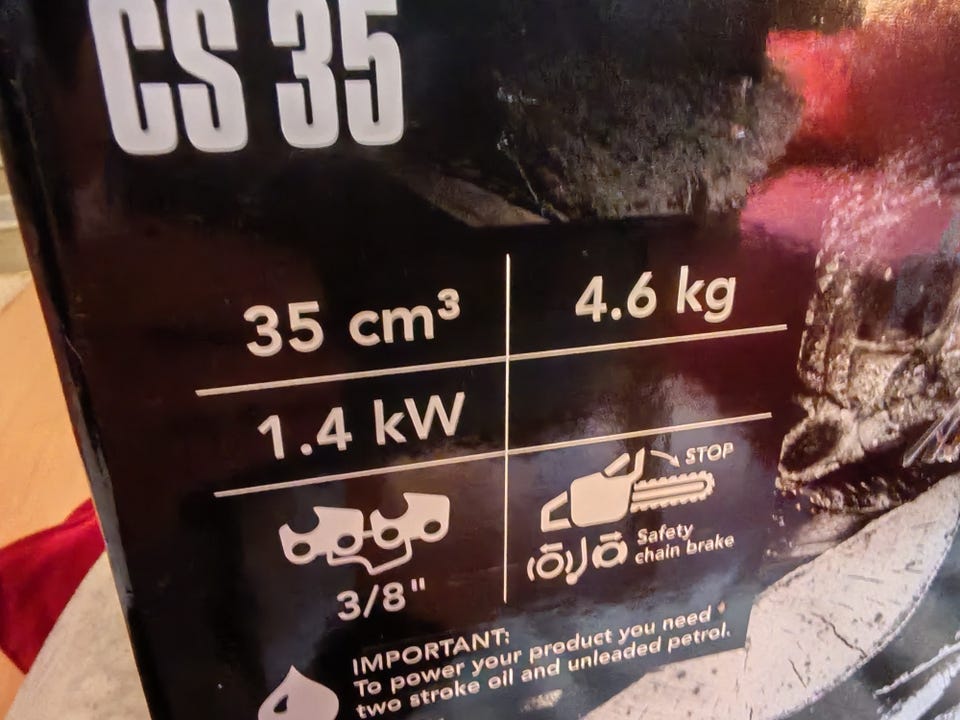 CS 35
35 cm³
4.6 kg
1.4 kW
STOP
Safety
chain brake
3/8"
IMPORTANT:
To power your product you need
two stroke oil and unleaded petrol.